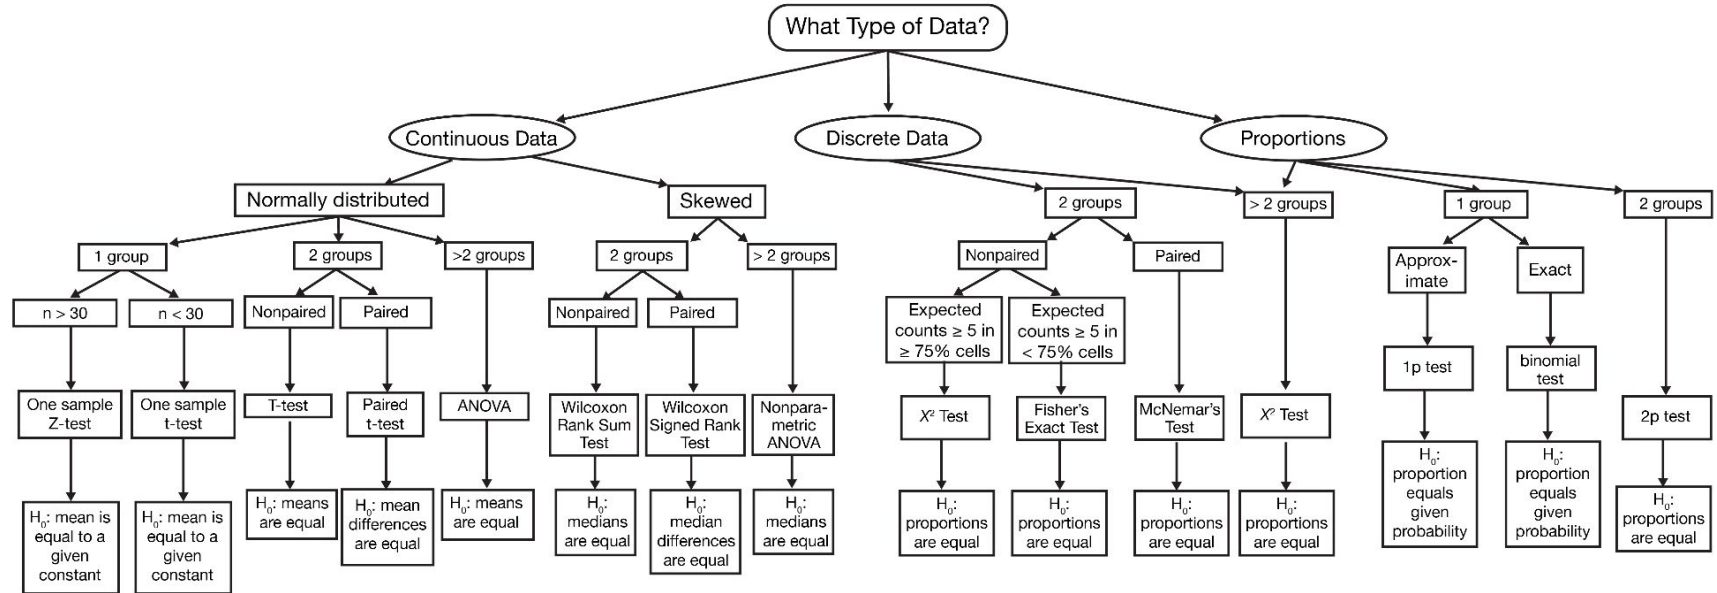 What Type of Data?
Continuous Data
Discrete Data
Proportions
Normally distributed
Skewed
2 groups
> 2 groups
1 group
2 groups
1 group
2 groups
>2 groups
2 groups
> 2 groups
Nonpaired
Paired
Approx-
imate
Exact
n > 30
n < 30
Nonpaired
Paired
Nonpaired
Paired
Expected
counts ≥ 5 in
≥ 75% cells
Expected
counts ≥ 5 in
< 75% cells
1p test
binomial
test
One sample
Z-test
One sample
t-test
T-test
Paired
t-test
ANOVA
Wilcoxon
Rank Sum
Test
Wilcoxon
Signed Rank
Test
Nonpara-
metric
ANOVA
X² Test
Fisher's
Exact Test
McNemar's
Test
X² Test
2p test
H₀: mean is
equal to a
given
constant
H₀: mean is
equal to a
given
constant
H₀: means
are equal
H₀: mean
differences
are equal
H₀: means
are equal
H₀:
medians
are equal
H₀:
median
differences
are equal
H₀:
medians
are equal
H₀:
proportions
are equal
H₀:
proportions
are equal
H₀:
proportions
are equal
H₀:
proportions
are equal
H₀:
proportion
equals
given
probability
H₀:
proportion
equals
given
probability
H₀:
proportions
are equal